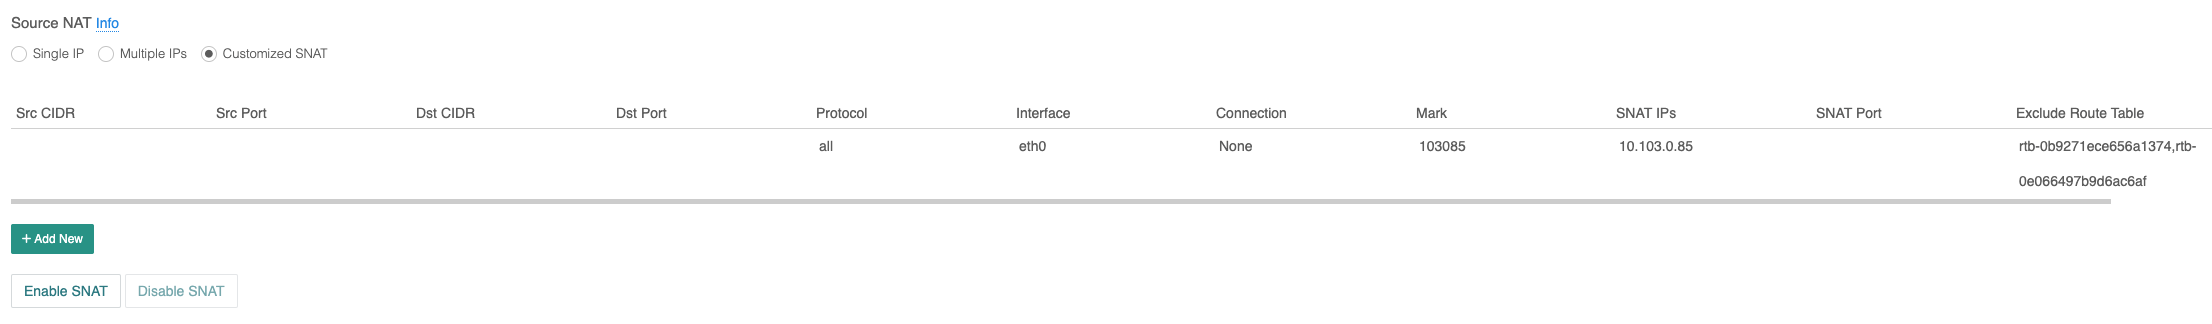 Source NAT Info
Single IP Multiple IPs Customized SNAT
Src CIDR Src Port Dst CIDR Dst Port Protocol Interface Connection Mark SNAT IPs SNAT Port Exclude Route Table
all eth0 None 103085 10.103.0.85 rtb-0b9271ece656a1374,rtb-
0e066497b9d6ac6af
+ Add New
Enable SNAT Disable SNAT